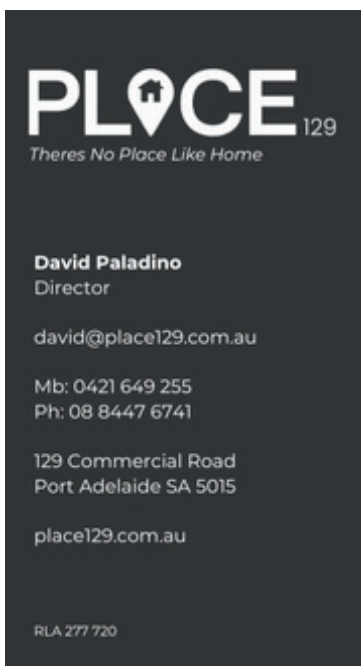 PLACE 129
Theres No Place Like Home
David Paladino
Director
david@place129.com.au
Mb: 0421 649 255
Ph: 08 8447 6741
129 Commercial Road
Port Adelaide SA 5015
place129.com.au
RLA 277 720